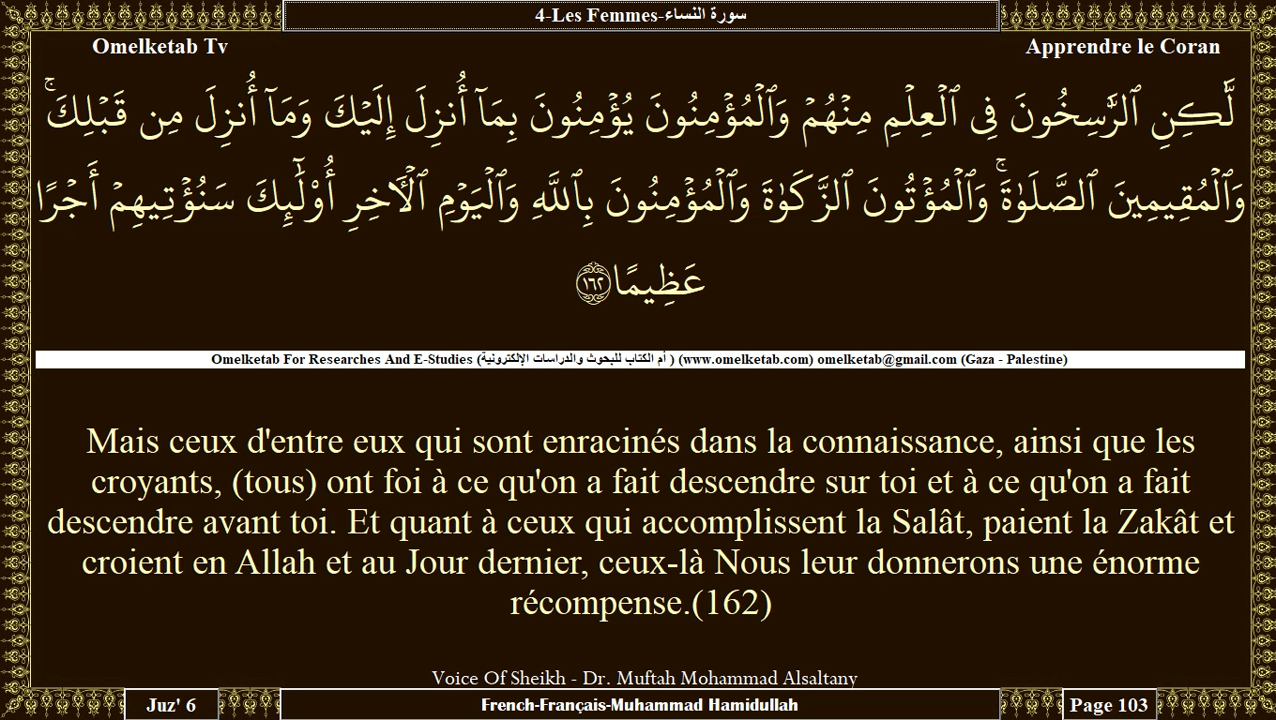 4-Les Femmes-سورة النساء
Omelketab Tv
Apprendre le Coran
لَّٰكِنِ ٱلرَّٰسِخُونَ فِى ٱلْعِلْمِ مِنْهُمْ وَٱلْمُؤْمِنُونَ يُؤْمِنُونَ بِمَآ أُنزِلَ إِلَيْكَ وَمَآ أُنزِلَ مِن قَبْلِكَ ۚ
وَٱلْمُقِيمِينَ ٱلصَّلَوٰةَ ۚ وَٱلْمُؤْتُونَ ٱلزَّكَوٰةَ وَٱلْمُؤْمِنُونَ بِٱللَّهِ وَٱلْيَوْمِ ٱلْـَٔاخِرِ أُو۟لَٰٓئِكَ سَنُؤْتِيهِمْ أَجْرًا
عَظِيمًا ١٦٢
Omelketab For Researches And E-Studies (أم الكتاب للبحوث والدراسات الإلكترونية ) (www.omelketab.com) omelketab@gmail.com (Gaza - Palestine)
Mais ceux d'entre eux qui sont enracinés dans la connaissance, ainsi que les
croyants, (tous) ont foi à ce qu'on a fait descendre sur toi et à ce qu'on a fait
descendre avant toi. Et quant à ceux qui accomplissent la Salât, paient la Zakât et
croient en Allah et au Jour dernier, ceux-là Nous leur donnerons une énorme
récompense.(162)
Voice Of Sheikh - Dr. Muftah Mohammad Alsaltany
Juz' 6
French-Français-Muhammad Hamidullah
Page 103